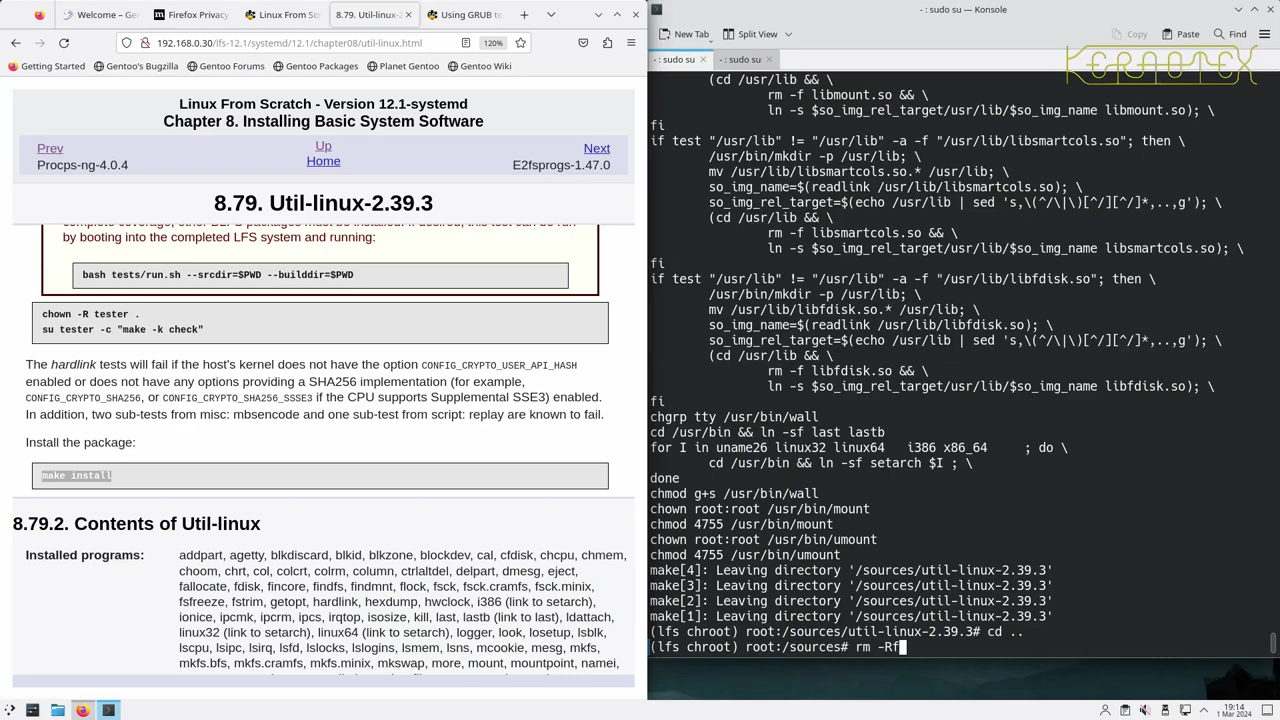 Welcome – Ge
Firefox Privacy
Linux From Scr
8.79. Util-linux-2
Using GRUB to
192.168.0.30/lfs-12.1/systemd/12.1/chapter08/util-linux.html
120%
Getting Started
Gentoo's Bugzilla
Gentoo Forums
Gentoo Packages
Planet Gentoo
Gentoo Wiki
Linux From Scratch - Version 12.1-systemd
Chapter 8. Installing Basic System Software
Prev
Up
Next
Procps-ng-4.0.4
Home
E2fsprogs-1.47.0
8.79. Util-linux-2.39.3
by booting into the completed LFS system and running:
bash tests/run.sh --srcdir=$PWD --builddir=$PWD
chown -R tester .
su tester -c "make -k check"
The hardlink tests will fail if the host's kernel does not have the option CONFIG_CRYPTO_USER_API_HASH
enabled or does not have any options providing a SHA256 implementation (for example,
CONFIG_CRYPTO_SHA256, or CONFIG_CRYPTO_SHA256_SSSE3 if the CPU supports Supplemental SSE3) enabled.
In addition, two sub-tests from misc: mbsencode and one sub-test from script: replay are known to fail.
Install the package:
make install
8.79.2. Contents of Util-linux
Installed programs:
addpart, agetty, blkdiscard, blkid, blkzone, blockdev, cal, cfdisk, chcpu, chmem,
choom, chrt, col, colcrt, colrm, column, ctrlaltdel, delpart, dmesg, eject,
fallocate, fdisk, fincore, findfs, findmnt, flock, fsck, fsck.cramfs, fsck.minix,
fsfreeze, fstrim, getopt, hardlink, hexdump, hwclock, i386 (link to setarch),
ionice, ipcmk, ipcrm, ipcs, irqtop, isosize, kill, last, lastb (link to last), ldattach,
linux32 (link to setarch), linux64 (link to setarch), logger, look, losetup, lsblk,
lscpu, lsipc, lsirq, lsfd, lslocks, lslogins, lsmem, lsns, mcookie, mesg, mkfs,
mkfs.bfs, mkfs.cramfs, mkfs.minix, mkswap, more, mount, mountpoint, namei,
- : sudo su — Konsole
New Tab
Split View
Copy
Paste
Find
- : sudo su
- : sudo su
KERNOTEX
(cd /usr/lib && \
rm -f libmount.so && \
ln -s $so_img_rel_target/usr/lib/$so_img_name libmount.so); \
fi
if test "/usr/lib" != "/usr/lib" -a -f "/usr/lib/libsmartcols.so"; then \
/usr/bin/mkdir -p /usr/lib; \
mv /usr/lib/libsmartcols.so.* /usr/lib; \
so_img_name=$(readlink /usr/lib/libsmartcols.so); \
so_img_rel_target=$(echo /usr/lib | sed 's,\(^/\|\)[^/][^/]*,..,g'); \
(cd /usr/lib && \
rm -f libsmartcols.so && \
ln -s $so_img_rel_target/usr/lib/$so_img_name libsmartcols.so); \
fi
if test "/usr/lib" != "/usr/lib" -a -f "/usr/lib/libfdisk.so"; then \
/usr/bin/mkdir -p /usr/lib; \
mv /usr/lib/libfdisk.so.* /usr/lib; \
so_img_name=$(readlink /usr/lib/libfdisk.so); \
so_img_rel_target=$(echo /usr/lib | sed 's,\(^/\|\)[^/][^/]*,..,g'); \
(cd /usr/lib && \
rm -f libfdisk.so && \
ln -s $so_img_rel_target/usr/lib/$so_img_name libfdisk.so); \
fi
chgrp tty /usr/bin/wall
cd /usr/bin && ln -sf last lastb
for I in uname26 linux32 linux64   i386 x86_64    ; do \
cd /usr/bin && ln -sf setarch $I ; \
done
chmod g+s /usr/bin/wall
chown root:root /usr/bin/mount
chmod 4755 /usr/bin/mount
chown root:root /usr/bin/umount
chmod 4755 /usr/bin/umount
make[4]: Leaving directory '/sources/util-linux-2.39.3'
make[3]: Leaving directory '/sources/util-linux-2.39.3'
make[2]: Leaving directory '/sources/util-linux-2.39.3'
make[1]: Leaving directory '/sources/util-linux-2.39.3'
(lfs chroot) root:/sources/util-linux-2.39.3# cd ..
(lfs chroot) root:/sources# rm -Rf
19:14
1 Mar 2024